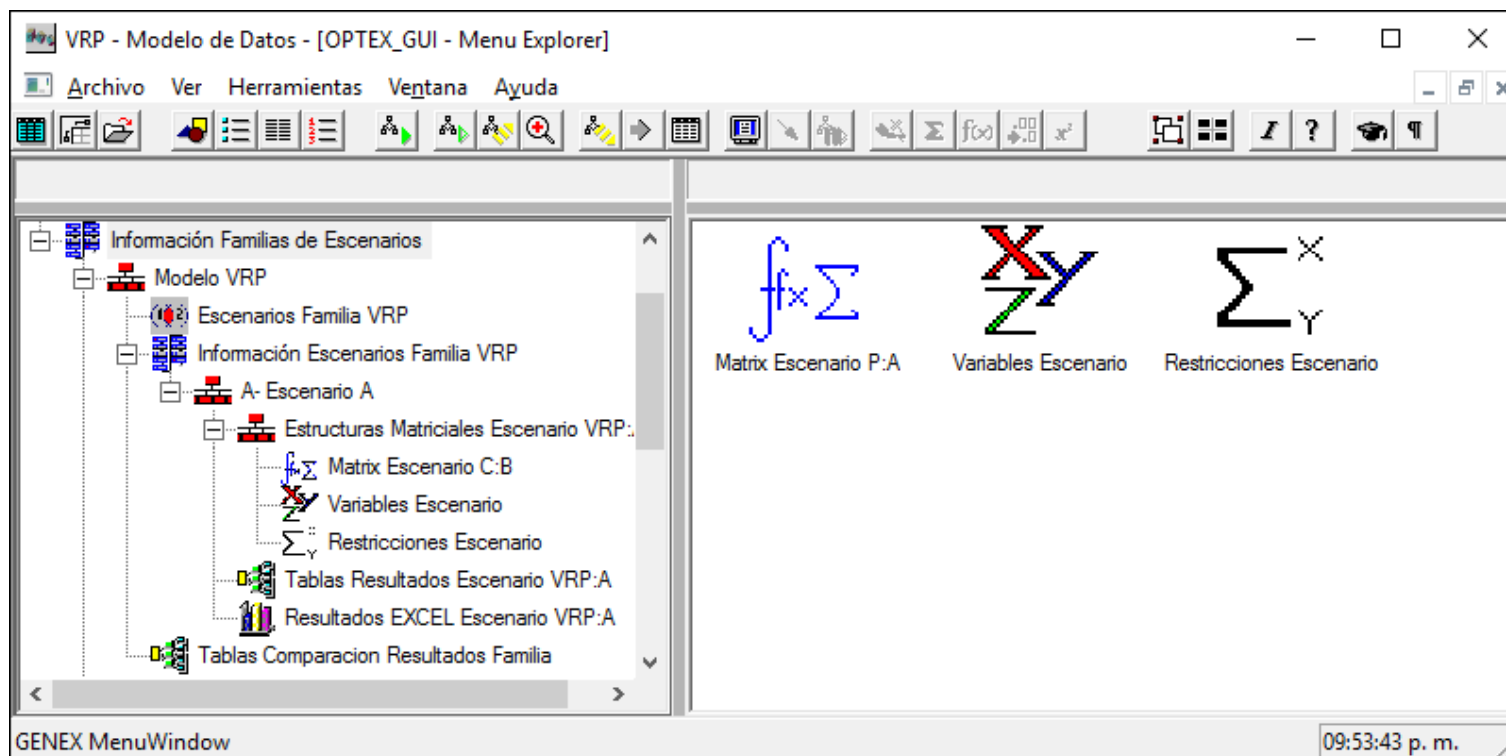 VRP - Modelo de Datos - [OPTEX_GUI - Menu Explorer]
Archivo Ver Herramientas Ventana Ayuda
Información Familias de Escenarios
Modelo VRP
Escenarios Familia VRP
Información Escenarios Familia VRP
A- Escenario A
Estructuras Matriciales Escenario VRP:
Matrix Escenario C:B
Variables Escenario
Restricciones Escenario
Tablas Resultados Escenario VRP:A
Resultados EXCEL Escenario VRP:A
Tablas Comparacion Resultados Familia
Matrix Escenario P:A Variables Escenario Restricciones Escenario
GENEX MenuWindow
09:53:43 p. m.